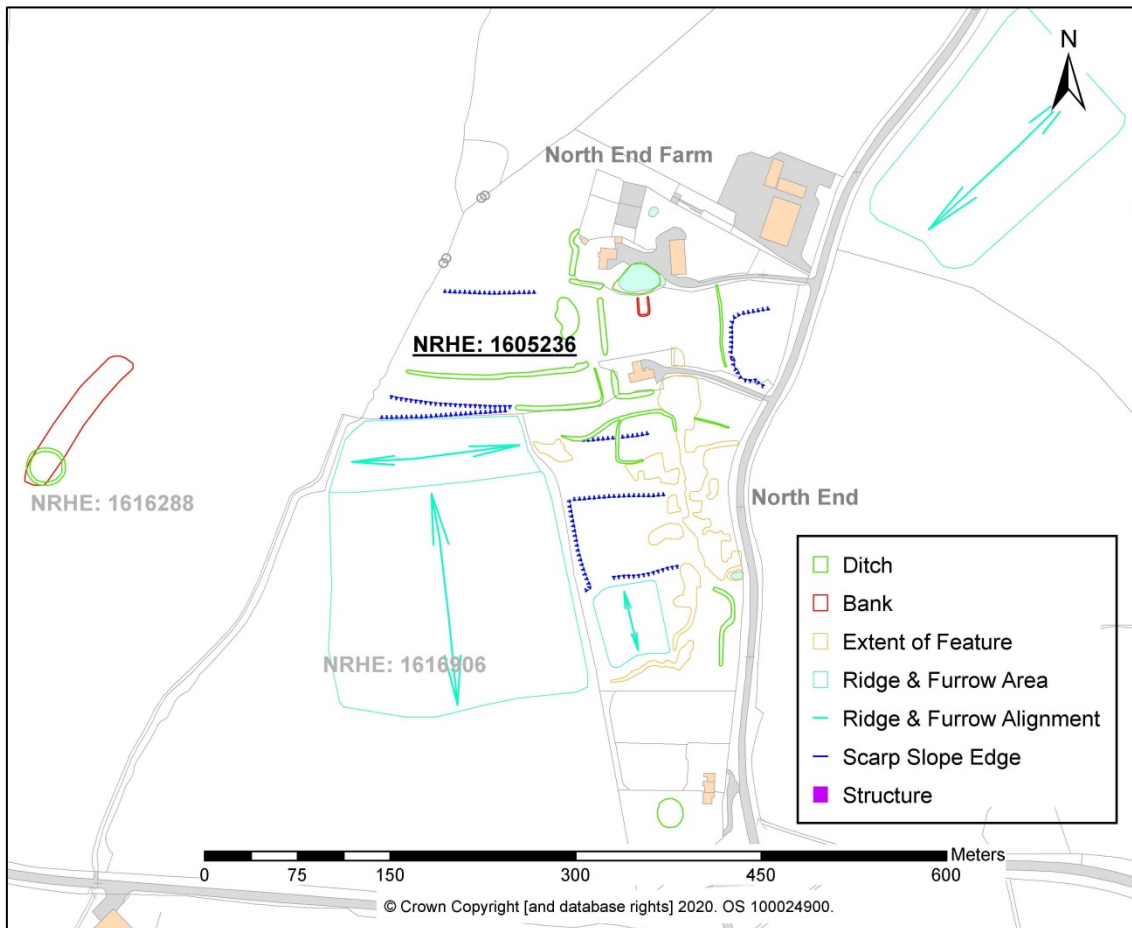 N
North End Farm
NRHE: 1605236
NRHE: 1616288
North End
NRHE: 1616906
Ditch
Bank
Extent of Feature
Ridge & Furrow Area
Ridge & Furrow Alignment
Scarp Slope Edge
Structure
Meters
0 75 150 300 450 600
© Crown Copyright [and database rights] 2020. OS 100024900.